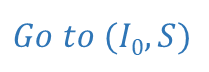 Go to (I₀, S)